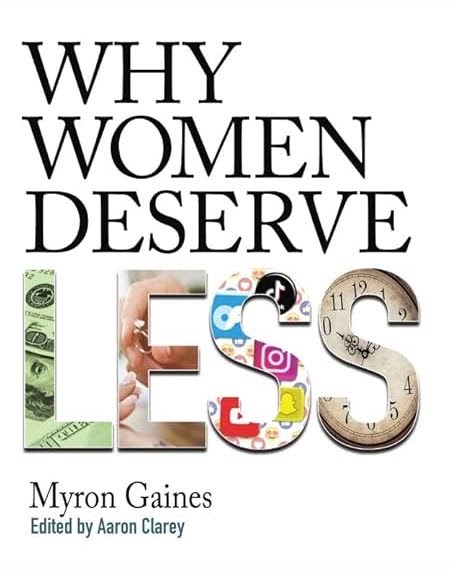 WHY
WOMEN
DESERVE
LESS
Myron Gaines
Edited by Aaron Clarey